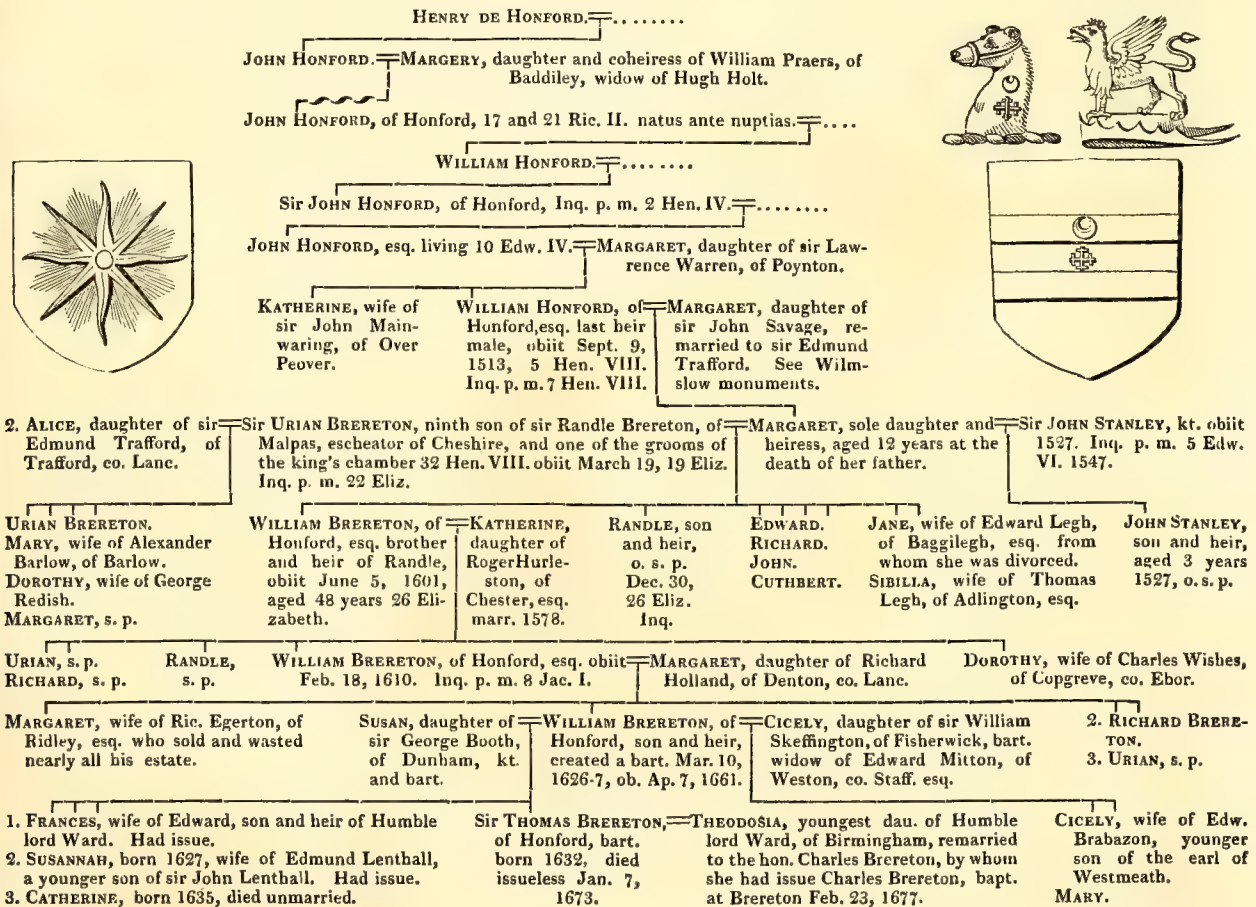 HENRY DE HONFORD.=........
JOHN HONFORD.=MARGERY, daughter and coheiress of William Praers, of
Baddiley, widow of Hugh Holt.
JOHN HONFORD, of Honford, 17 and 21 Ric. II. natus ante nuptias.=....
WILLIAM HONFORD.=........
Sir JOHN HONFORD, of Honford, Inq. p. m. 2 Hen. IV.=........
JOHN HONFORD, esq. living 10 Edw. IV.=MARGARET, daughter of sir Law-
rence Warren, of Poynton.
KATHERINE, wife of
sir John Main-
waring, of Over
Peover.
WILLIAM HONFORD, of=
Honford,esq. last heir
male, obiit Sept. 9,
1513, 5 Hen. VIII.
Inq. p. m. 7 Hen. VIII.
MARGARET, daughter of
sir John Savage, re-
married to sir Edmund
Trafford. See Wilm-
slow monuments.
2. ALICE, daughter of sir=
Edmund Trafford, of
Trafford, co. Lanc.
Sir URIAN BRERETON, ninth son of sir Randle Brereton, of=
Malpas, escheator of Cheshire, and one of the grooms of
the king's chamber 32 Hen. VIII. obiit March 19, 19 Eliz.
Inq. p. m. 22 Eliz.
MARGARET, sole daughter and=
heiress, aged 12 years at the
death of her father.
Sir JOHN STANLEY, kt. obiit
1527. Inq. p. m. 5 Edw.
VI. 1547.
URIAN BRERETON.
MARY, wife of Alexander
Barlow, of Barlow.
DOROTHY, wife of George
Redish.
MARGARET, s. p.
WILLIAM BRERETON, of=
Honford, esq. brother
and heir of Randle,
obiit June 5, 1601,
aged 48 years 26 Eli-
zabeth.
KATHERINE,
daughter of
RogerHurle-
ston, of
Chester, esq.
marr. 1578.
RANDLE, son
and heir,
o. s. p.
Dec. 30,
26 Eliz.
Inq.
EDWARD.
RICHARD.
JOHN.
CUTHBERT.
JANE, wife of Edward Legh,
of Baggilegh, esq. from
whom she was divorced.
SIBILLA, wife of Thomas
Legh, of Adlington, esq.
JOHN STANLEY,
son and heir,
aged 3 years
1527, o. s. p.
URIAN, s. p.
RICHARD, s. p.
RANDLE,
s. p.
WILLIAM BRERETON, of Honford, esq. obiit=
Feb. 18, 1610. Inq. p. m. 8 Jac. I.
MARGARET, daughter of Richard
Holland, of Denton, co. Lanc.
DOROTHY, wife of Charles Wishes,
of Copgreve, co. Ebor.
MARGARET, wife of Ric. Egerton, of
Ridley, esq. who sold and wasted
nearly all his estate.
SUSAN, daughter of=
sir George Booth,
of Dunham, kt.
and bart.
WILLIAM BRERETON, of=
Honford, son and heir,
created a bart. Mar. 10,
1626-7, ob. Ap. 7, 1661.
CICELY, daughter of sir William
Skeffington, of Fisherwick, bart.
widow of Edward Mitton, of
Weston, co. Staff. esq.
2. RICHARD BRERE-
TON.
3. URIAN, s. p.
1. FRANCES, wife of Edward, son and heir of Humble
lord Ward. Had issue.
2. SUSANNAH, born 1627, wife of Edmund Lenthall,
a younger son of sir John Lenthall. Had issue.
3. CATHERINE, born 1635, died unmarried.
Sir THOMAS BRERETON,=
of Honford, bart.
born 1632, died
issueless Jan. 7,
1673.
THEODOSIA, youngest dau. of Humble
lord Ward, of Birmingham, remarried
to the hon. Charles Brereton, by whom
she had issue Charles Brereton, bapt.
at Brereton Feb. 23, 1677.
CICELY, wife of Edw.
Brabazon, younger
son of the earl of
Westmeath.
MARY.